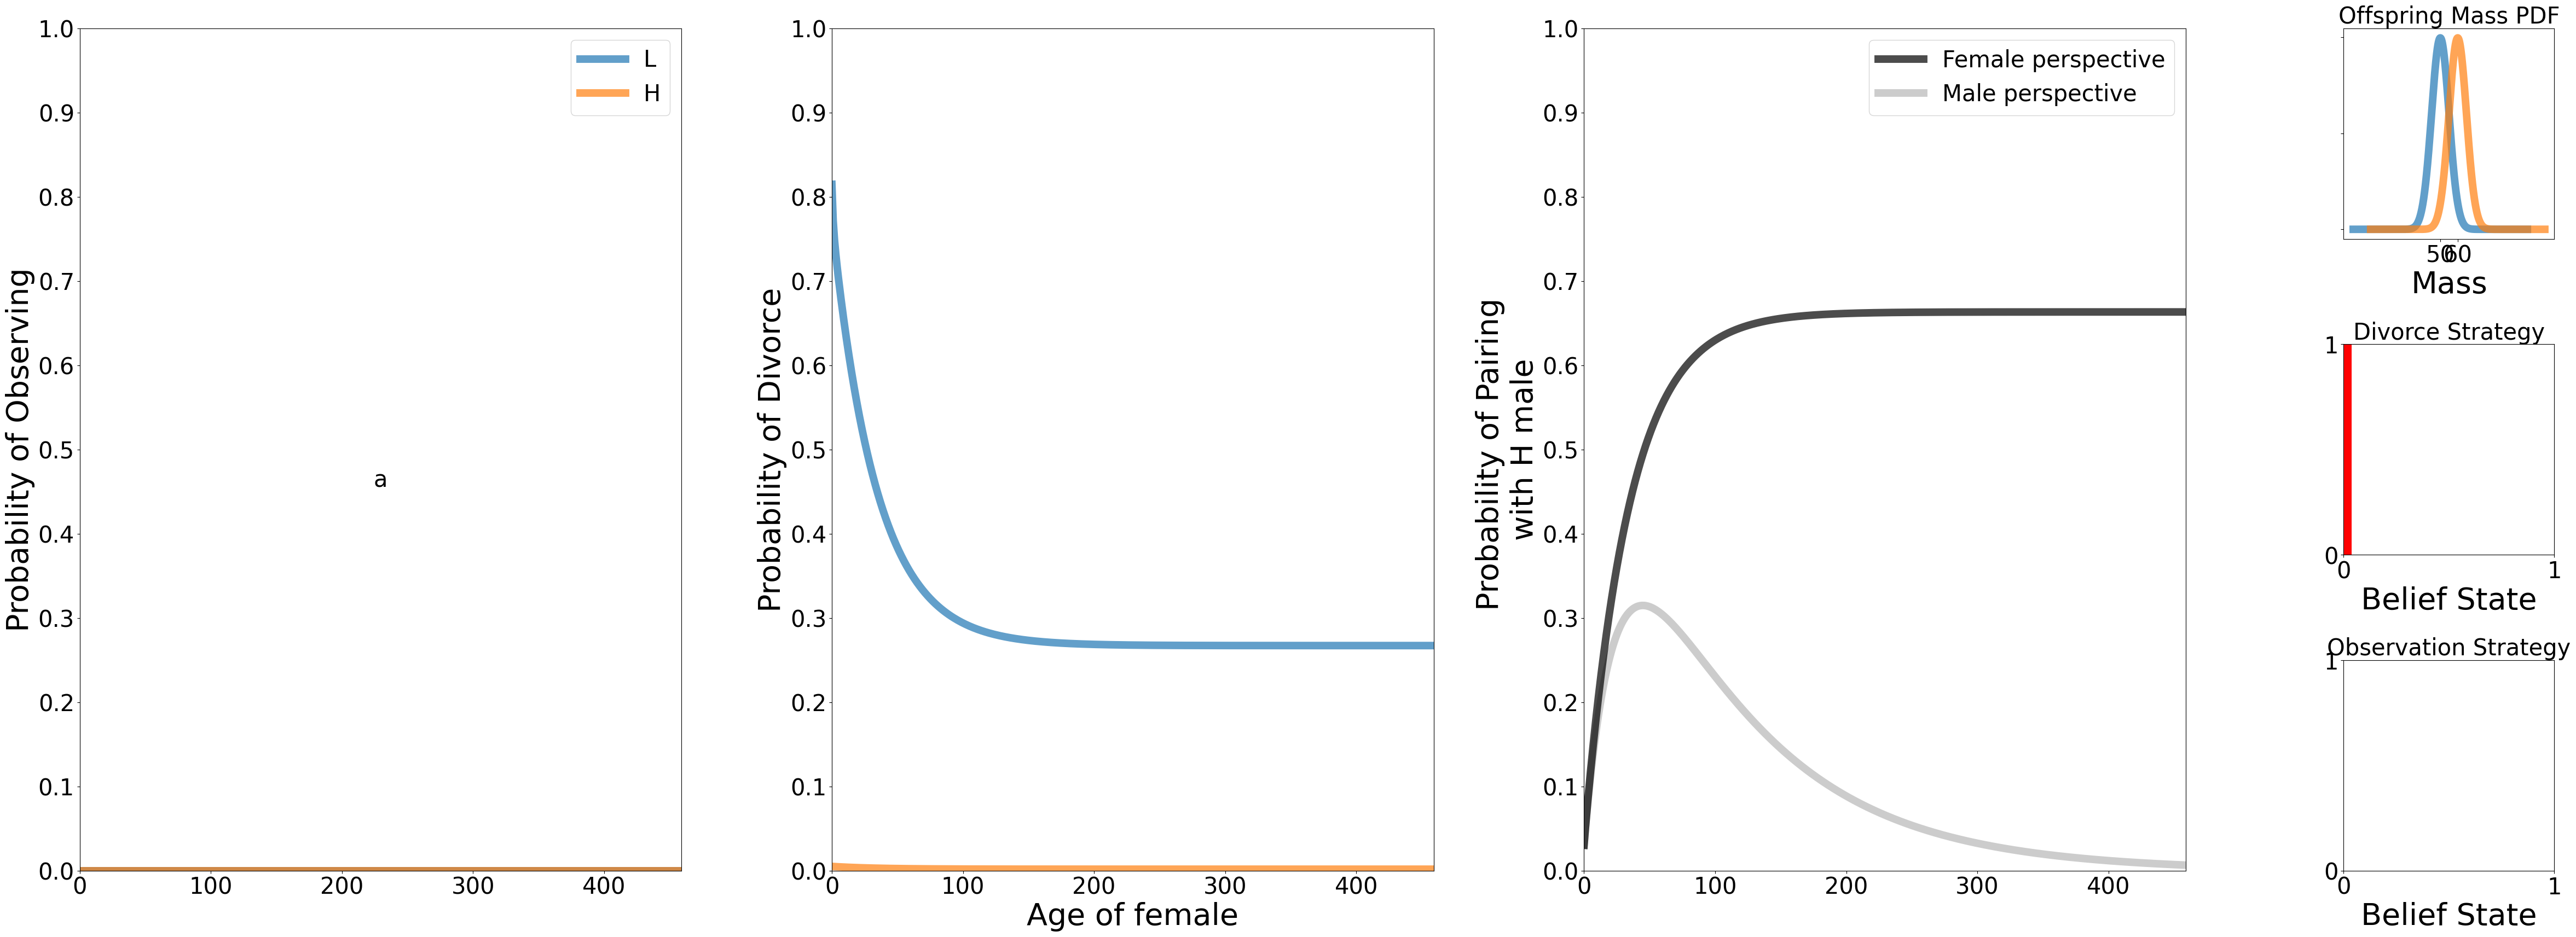 Probability of Observing
1.0
0.9
0.8
0.7
0.6
0.5
0.4
0.3
0.2
0.1
0.0
0 100 200 300 400
L
H
a
Probability of Divorce
1.0
0.9
0.8
0.7
0.6
0.5
0.4
0.3
0.2
0.1
0.0
0 100 200 300 400
Age of female
Probability of Pairing
with H male
1.0
0.9
0.8
0.7
0.6
0.5
0.4
0.3
0.2
0.1
0.0
0 100 200 300 400
Female perspective
Male perspective
Offspring Mass PDF
50 60
Mass
Divorce Strategy
1
0
0 1
Belief State
Observation Strategy
1
0
0 1
Belief State